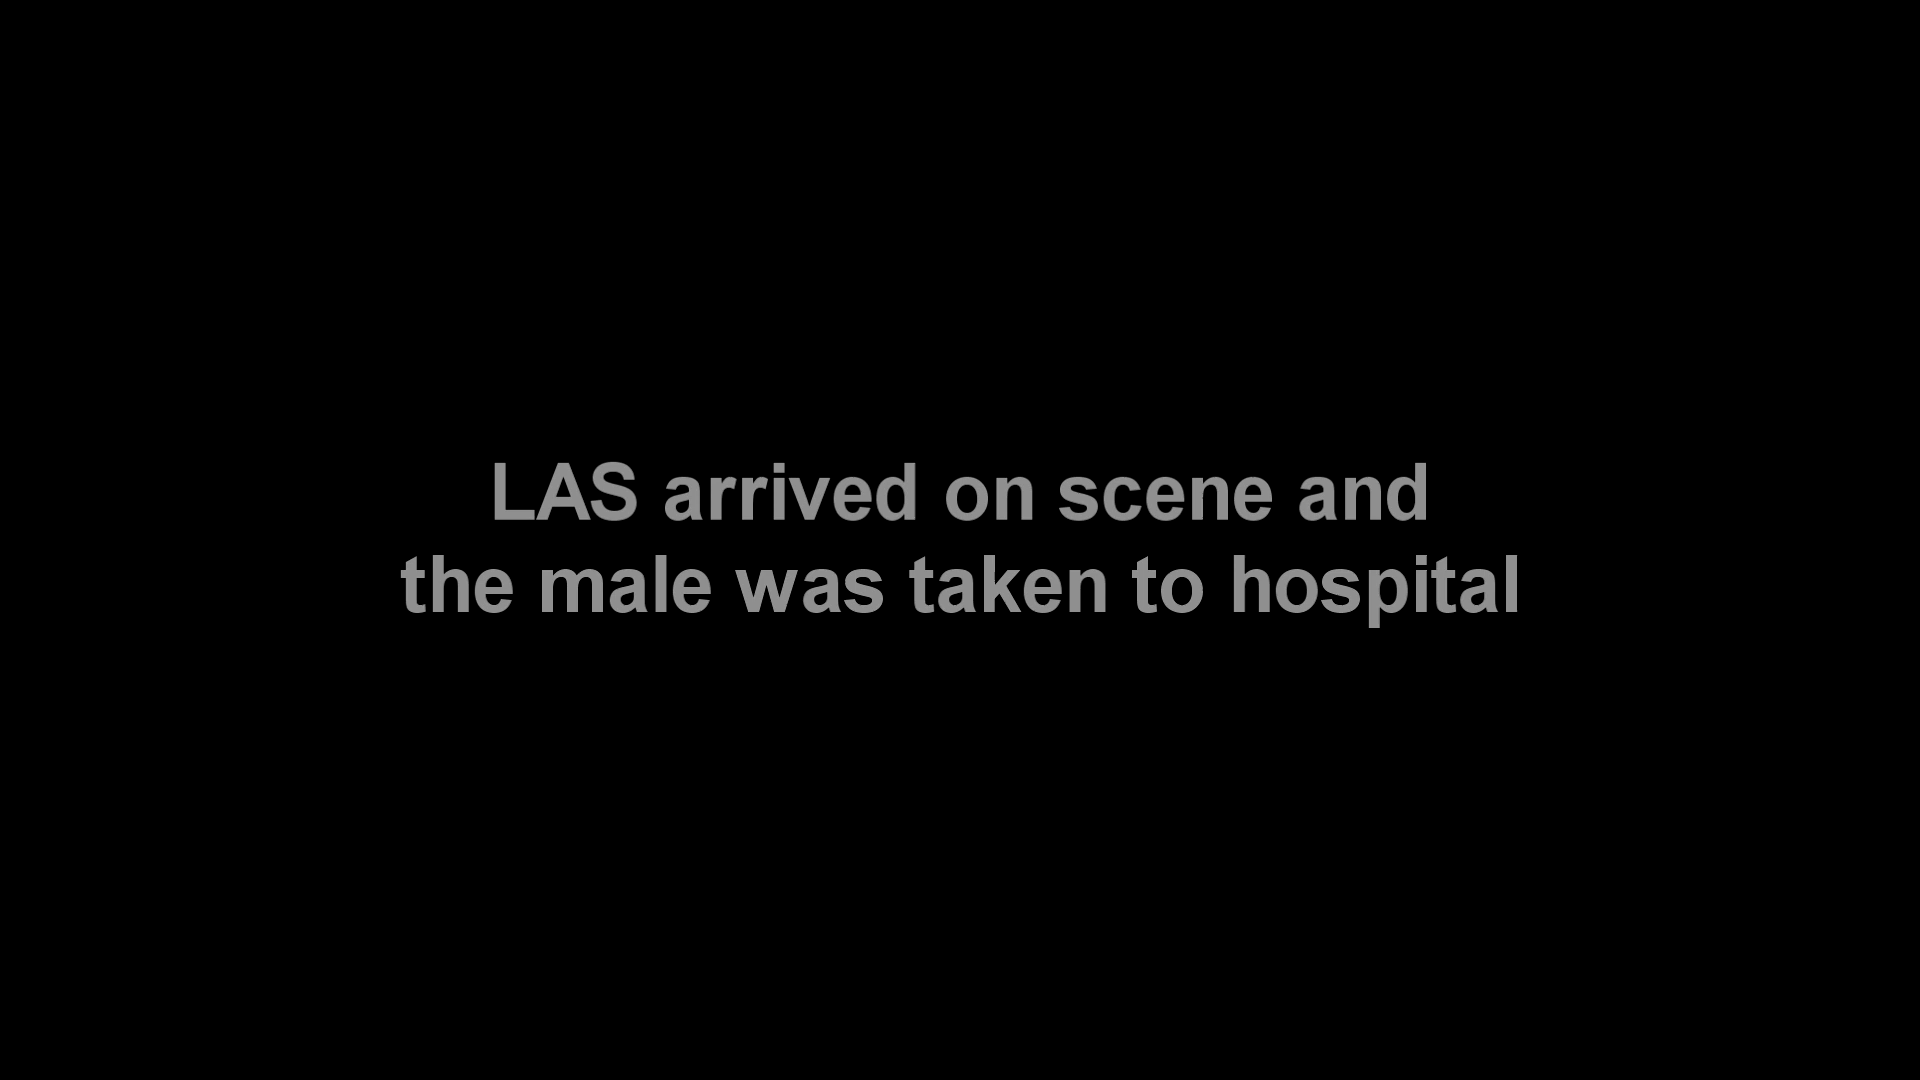 LAS arrived on scene and
the male was taken to hospital